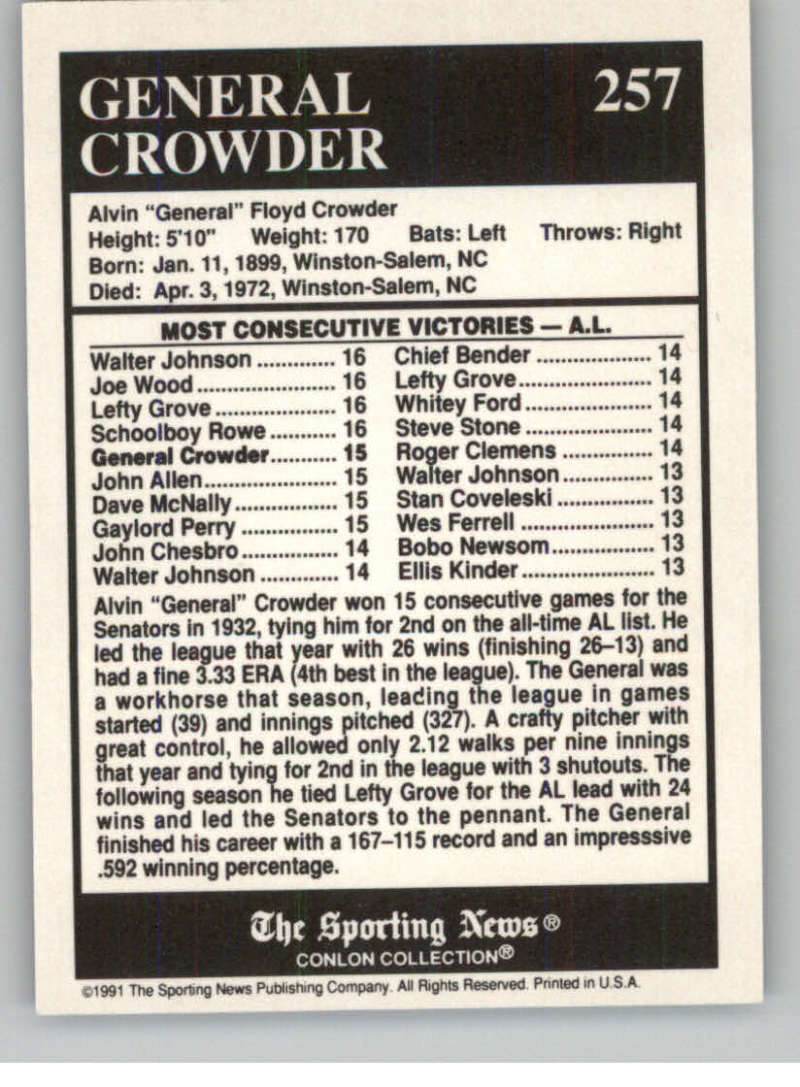 GENERAL 257
CROWDER
Alvin “General” Floyd Crowder
Height: 5'10" Weight: 170 Bats: Left Throws: Right
Born: Jan. 11, 1899, Winston-Salem, NC
Died: Apr. 3, 1972, Winston-Salem, NC
MOST CONSECUTIVE VICTORIES — A.L.
Walter Johnson ............. 16 Chief Bender ................... 14
Joe Wood ....................... 16 Lefty Grove ...................... 14
Lefty Grove .................... 16 Whitey Ford ..................... 14
Schoolboy Rowe ........... 16 Steve Stone ..................... 14
General Crowder ........... 15 Roger Clemens ............... 14
John Allen ...................... 15 Walter Johnson ............... 13
Dave McNally ................. 15 Stan Coveleski ................ 13
Gaylord Perry ................ 15 Wes Ferrell ...................... 13
John Chesbro ................ 14 Bobo Newsom ................. 13
Walter Johnson ............. 14 Ellis Kinder ...................... 13
Alvin “General” Crowder won 15 consecutive games for the
Senators in 1932, tying him for 2nd on the all-time AL list. He
led the league that year with 26 wins (finishing 26–13) and
had a fine 3.33 ERA (4th best in the league). The General was
a workhorse that season, leading the league in games
started (39) and innings pitched (327). A crafty pitcher with
great control, he allowed only 2.12 walks per nine innings
that year and tying for 2nd in the league with 3 shutouts. The
following season he tied Lefty Grove for the AL lead with 24
wins and led the Senators to the pennant. The General
finished his career with a 167–115 record and an impresssive
.592 winning percentage.
The Sporting News®
CONLON COLLECTION®
©1991 The Sporting News Publishing Company. All Rights Reserved. Printed in U.S.A.